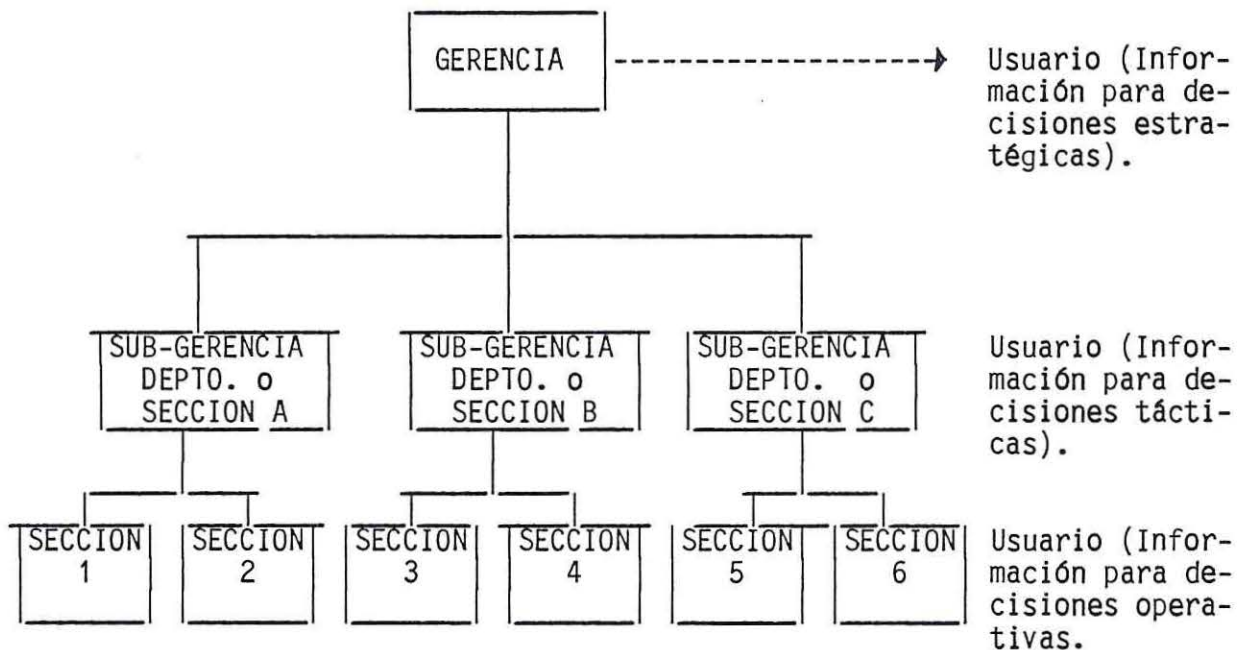 GERENCIA
Usuario (Infor-
mación para de-
cisiones estra-
tégicas).
SUB-GERENCIA
DEPTO. o
SECCION A
SUB-GERENCIA
DEPTO. o
SECCION B
SUB-GERENCIA
DEPTO. o
SECCION C
Usuario (Infor-
mación para de-
cisiones tácti-
cas).
SECCION
1
SECCION
2
SECCION
3
SECCION
4
SECCION
5
SECCION
6
Usuario (Infor-
mación para de-
cisiones opera-
tivas.